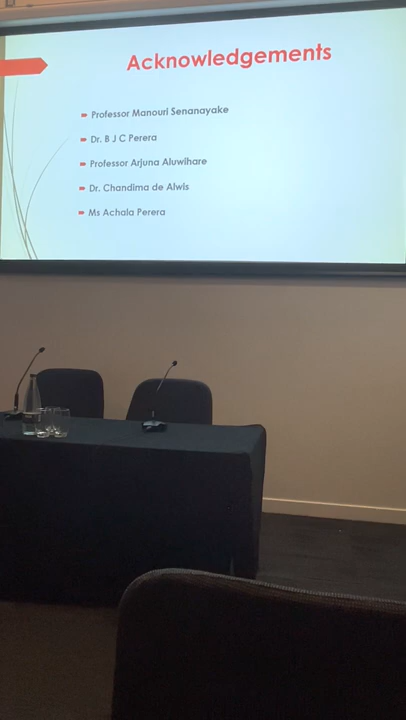 Acknowledgements
Professor Manouri Senanayake
Dr. B J C Perera
Professor Arjuna Aluwihare
Dr. Chandima de Alwis
Ms Achala Perera